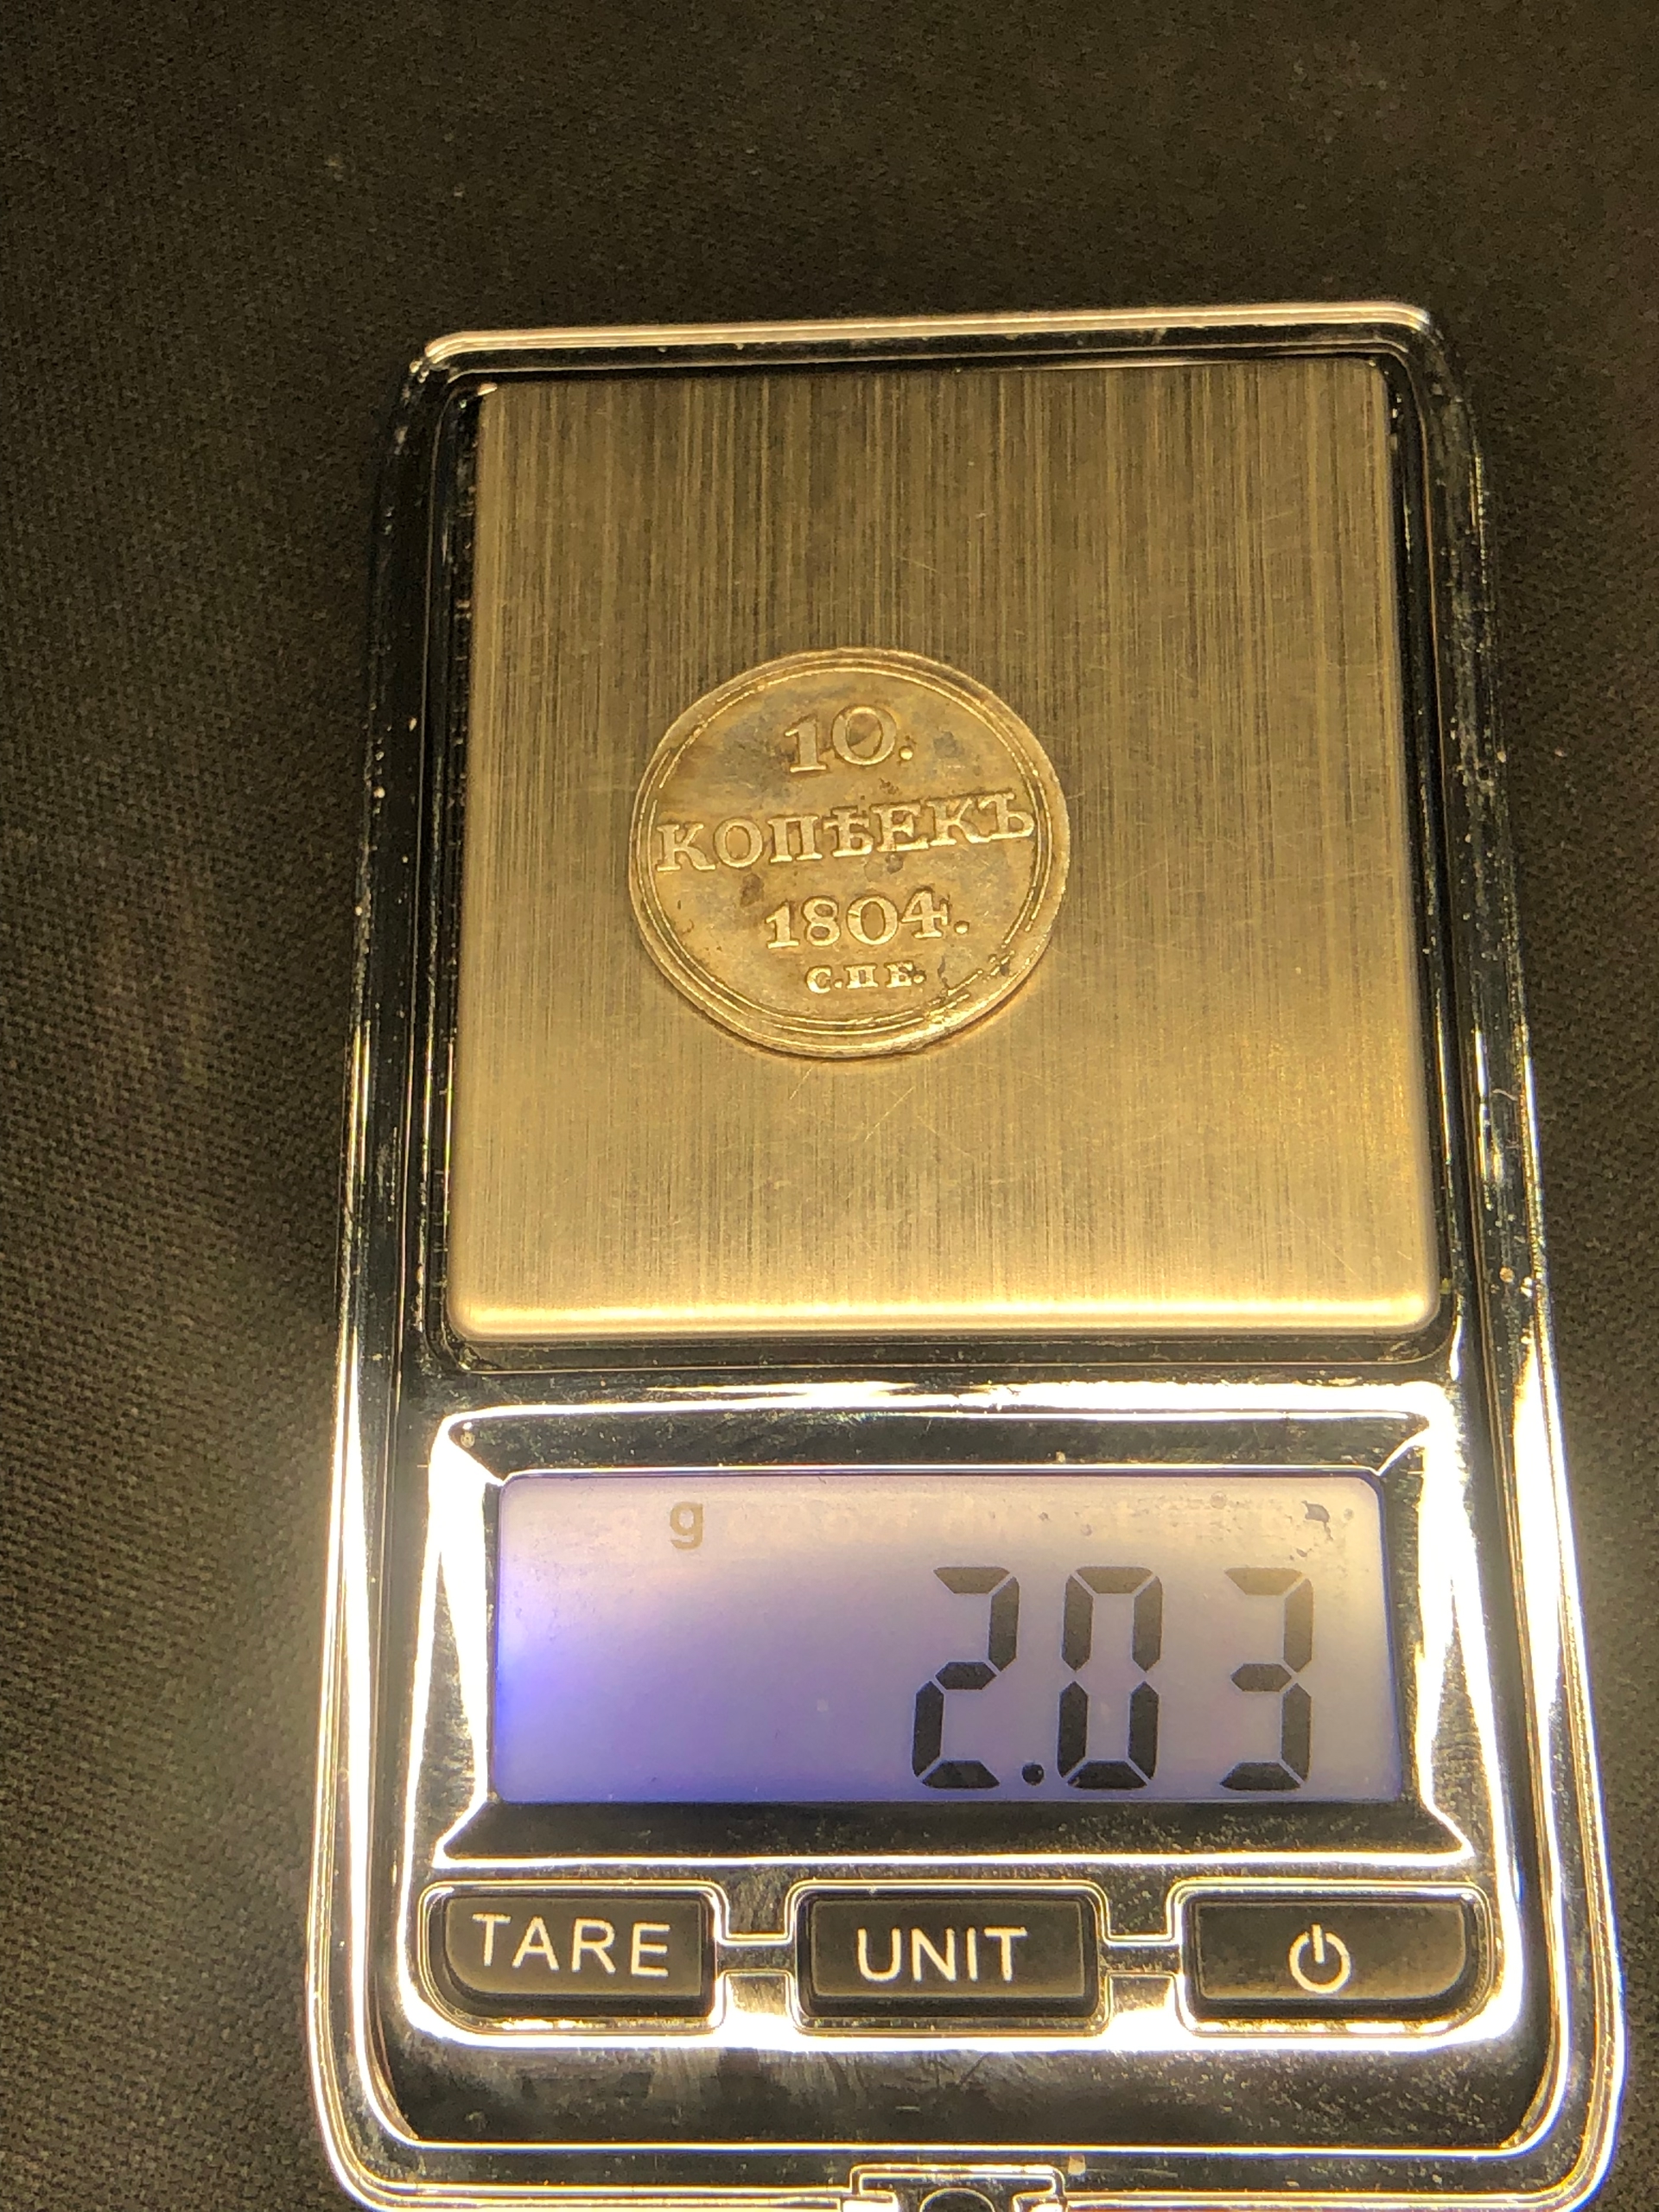 10.
КОПѢЕКЪ
1804.
С.П Б.
g
2.03
TARE UNIT